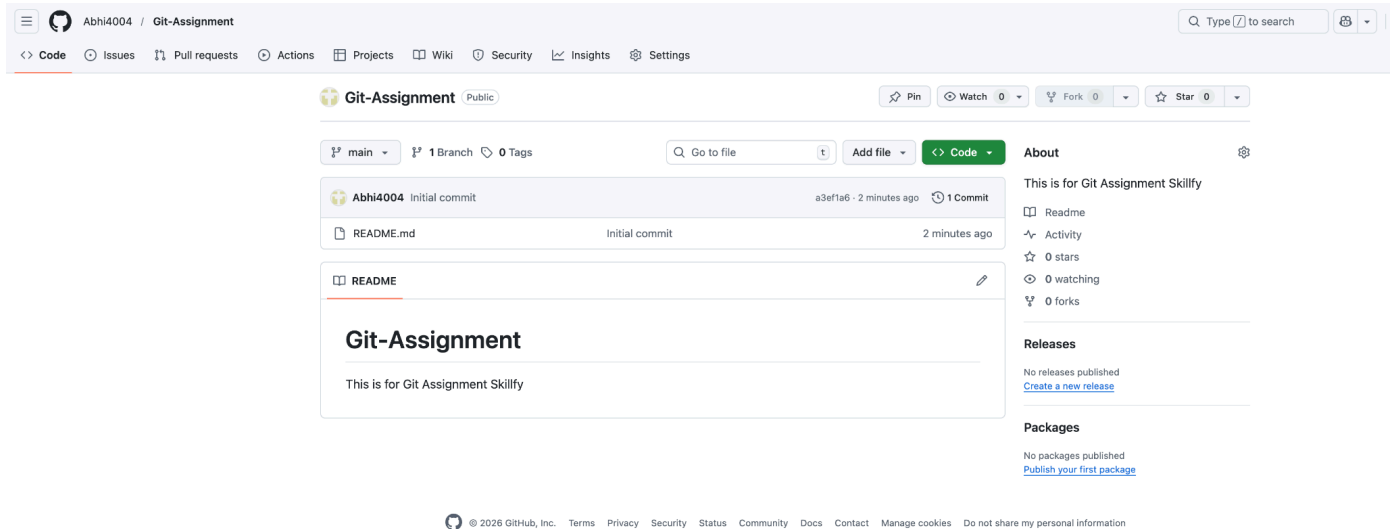 Abhi4004 / Git-Assignment
Type / to search
Code Issues Pull requests Actions Projects Wiki Security Insights Settings
Git-Assignment Public
Pin Watch 0 Fork 0 Star 0
main 1 Branch 0 Tags
Go to file t Add file <> Code
Abhi4004 Initial commit a3ef1a6 · 2 minutes ago 1 Commit
README.md Initial commit 2 minutes ago
README
Git-Assignment
This is for Git Assignment Skillfy
About
This is for Git Assignment Skillfy
Readme
Activity
0 stars
0 watching
0 forks
Releases
No releases published
Create a new release
Packages
No packages published
Publish your first package
© 2026 GitHub, Inc. Terms Privacy Security Status Community Docs Contact Manage cookies Do not share my personal information